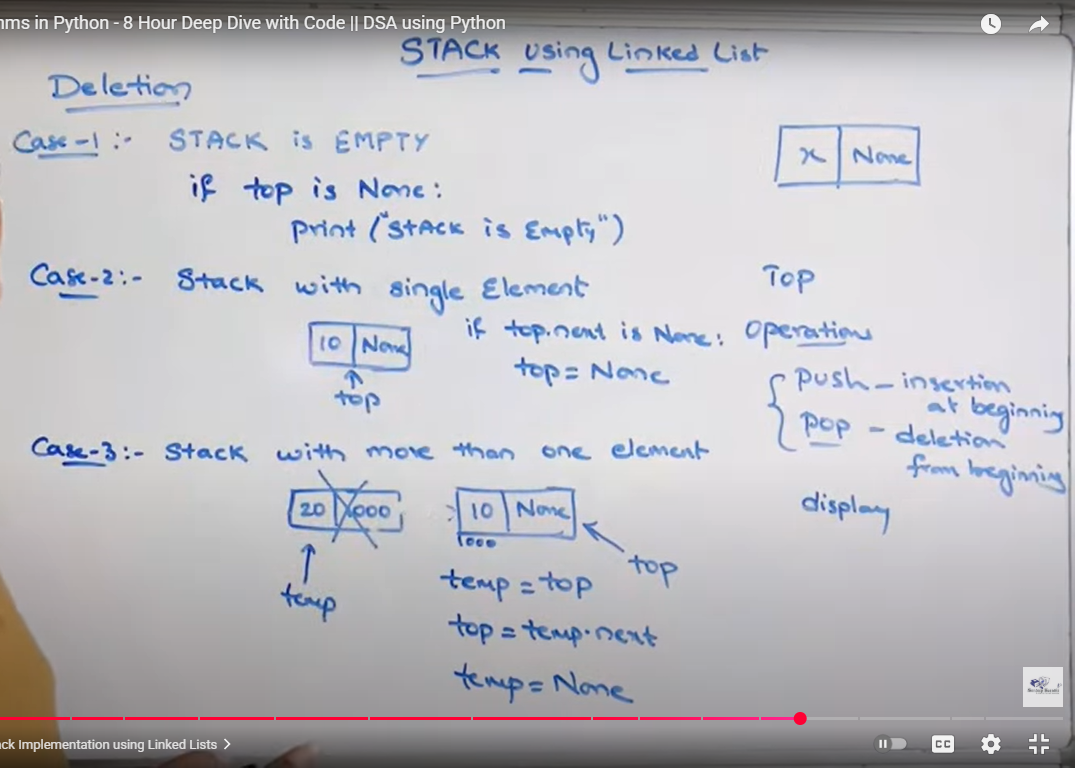 ms in Python - 8 Hour Deep Dive with Code || DSA using Python
STACK using Linked List
Deletion
Case-1:- STACK is EMPTY
if top is None:
print ("STACK is Empty")
x None
Case-2:- Stack with single Element
10 None
top
if top.next is None:
top = None
Top
operations
push - insertion
at beginning
pop - deletion
from beginning
display
Case-3:- Stack with more than one element
20 1000
temp
10 None
1000
top
temp = top
top = temp.next
temp = None
ck Implementation using Linked Lists >
CC